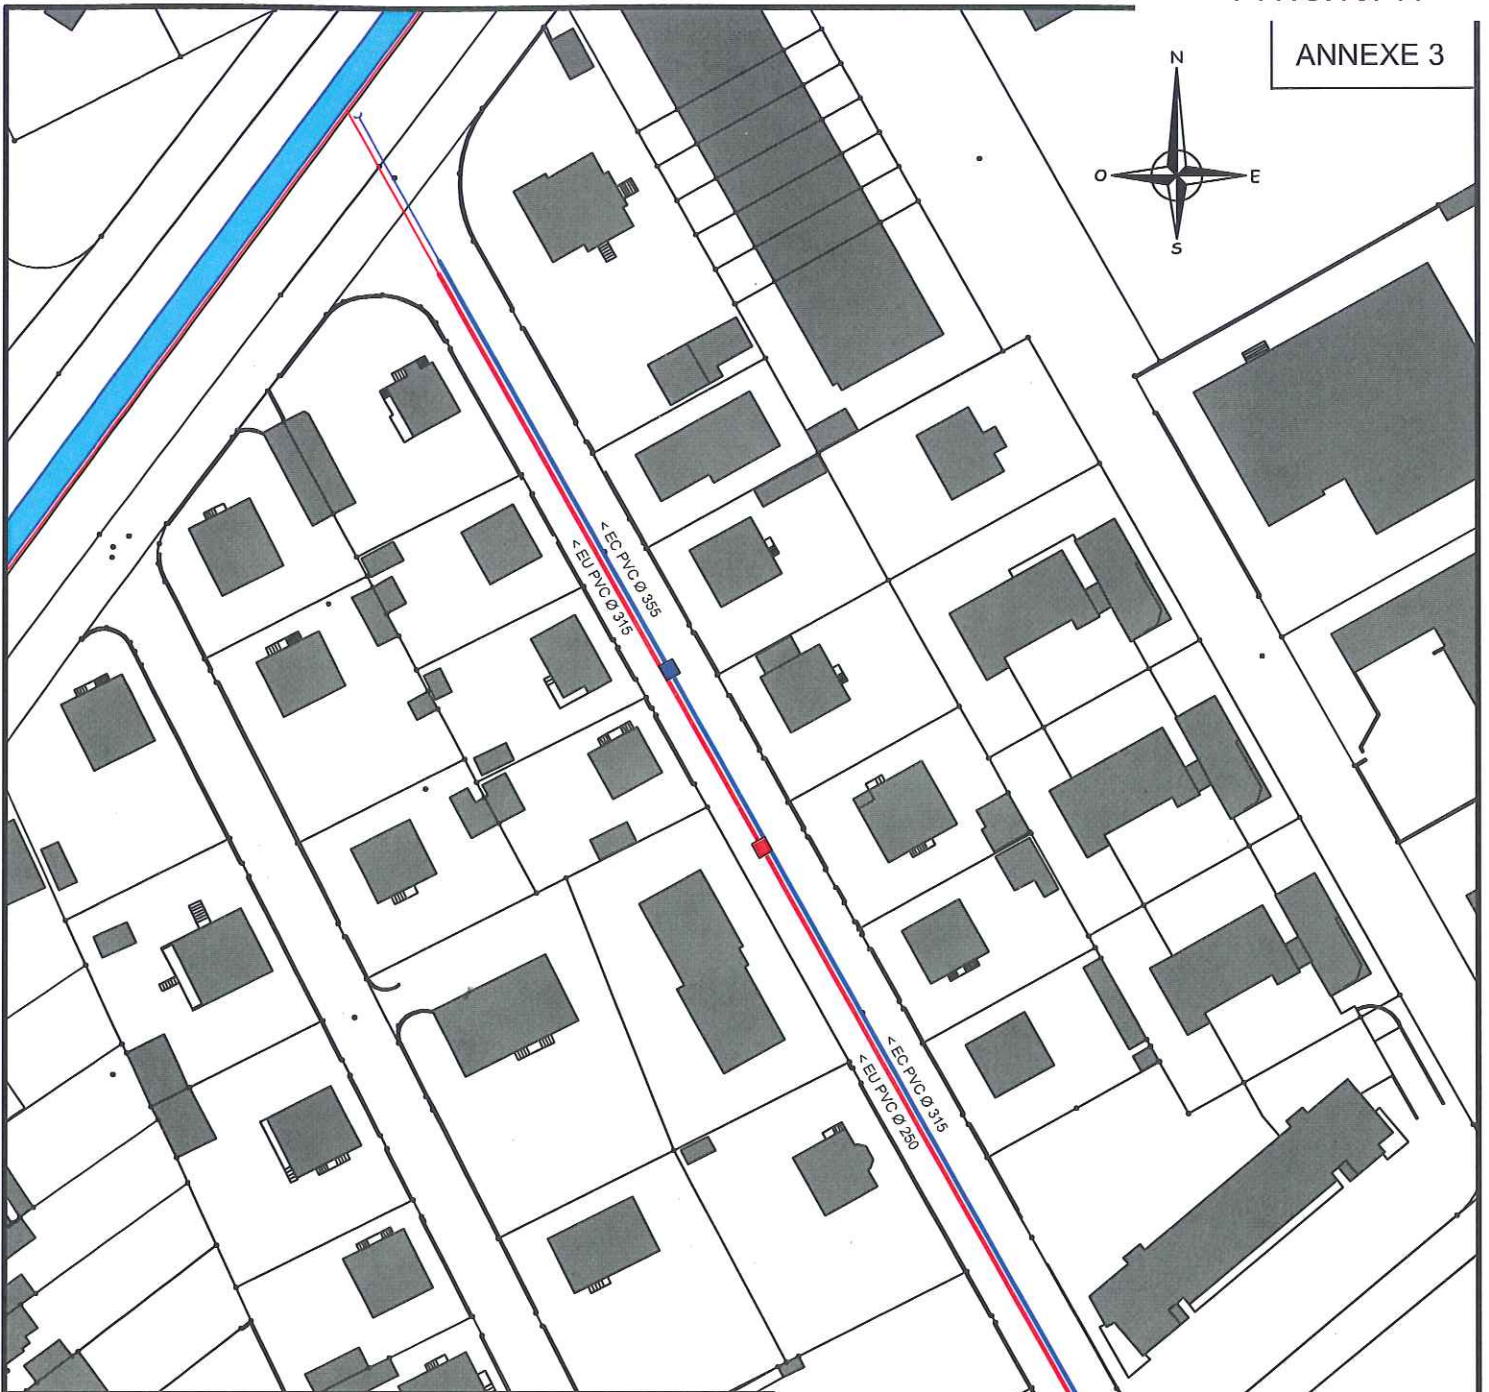 ANNEXE 3
N
O E
S
< EC PVC Ø 355
< EU PVC Ø 315
< EC PVC Ø 315
< EU PVC Ø 250